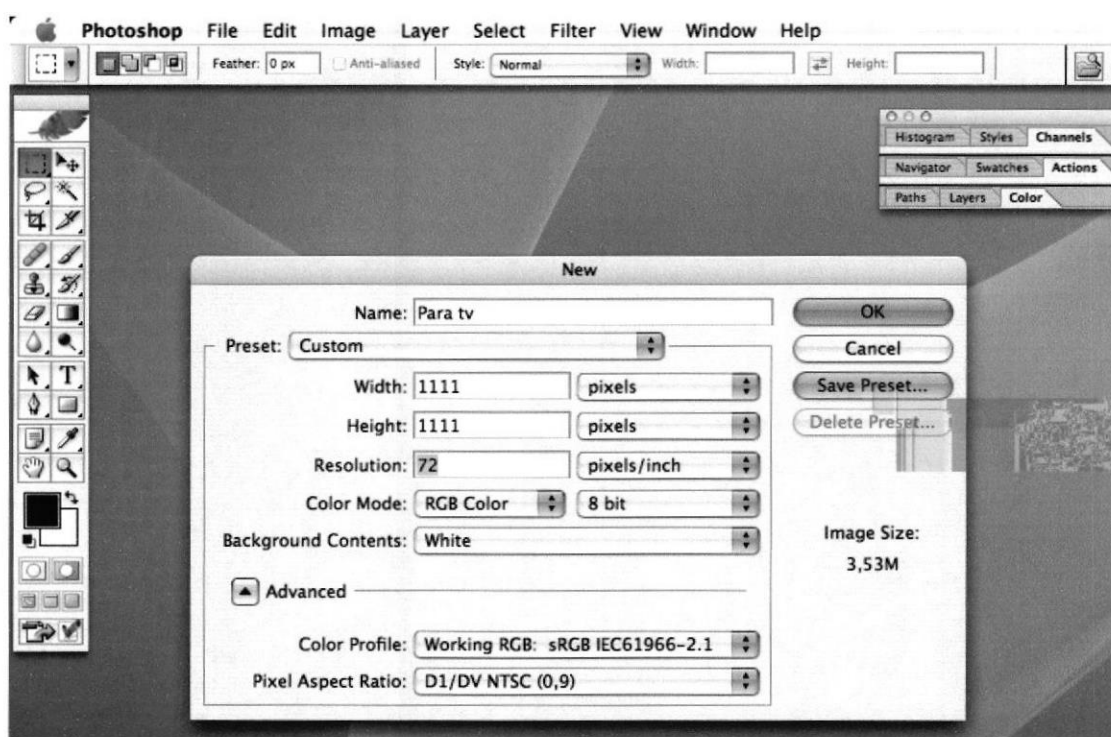 Photoshop File Edit Image Layer Select Filter View Window Help
Feather: 0 px Anti-aliased Style: Normal Width: Height:
Histogram Styles Channels
Navigator Swatches Actions
Paths Layers Color
New
Name: Para tv OK
Preset: Custom Cancel
Width: 1111 pixels Save Preset...
Height: 1111 pixels Delete Preset...
Resolution: 72 pixels/inch
Color Mode: RGB Color 8 bit
Background Contents: White Image Size:
3,53M
Advanced
Color Profile: Working RGB: sRGB IEC61966-2.1
Pixel Aspect Ratio: D1/DV NTSC (0,9)